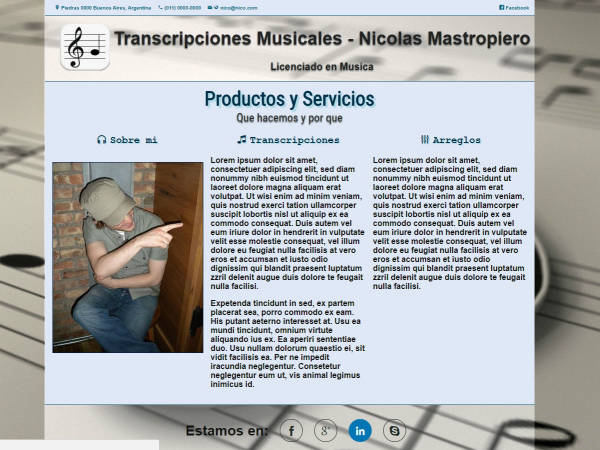 Piedras 0000 Buenos Aires, Argentina (011) 0000-0000 nico@nico.com Facebook
Transcripciones Musicales - Nicolas Mastropiero
Licenciado en Musica
Productos y Servicios
Que hacemos y por que
Sobre mi
Transcripciones
Lorem ipsum dolor sit amet,
consectetuer adipiscing elit, sed diam
nonummy nibh euismod tincidunt ut
laoreet dolore magna aliquam erat
volutpat. Ut wisi enim ad minim veniam,
quis nostrud exerci tation ullamcorper
suscipit lobortis nisl ut aliquip ex ea
commodo consequat. Duis autem vel
eum iriure dolor in hendrerit in vulputate
velit esse molestie consequat, vel illum
dolore eu feugiat nulla facilisis at vero
eros et accumsan et iusto odio
dignissim qui blandit praesent luptatum
zzril delenit augue duis dolore te feugait
nulla facilisi.
Expetenda tincidunt in sed, ex partem
placerat sea, porro commodo ex eam.
His putant aeterno interesset at. Usu ea
mundi tincidunt, omnium virtute
aliquando ius ex. Ea aperiri sententiae
duo. Usu nullam dolorum quaestio ei, sit
vidit facilisis ea. Per ne impedit
iracundia neglegentur. Consetetur
neglegentur eum ut, vis animal legimus
inimicus id.
Arreglos
Lorem ipsum dolor sit amet,
consectetuer adipiscing elit, sed diam
nonummy nibh euismod tincidunt ut
laoreet dolore magna aliquam erat
volutpat. Ut wisi enim ad minim veniam,
quis nostrud exerci tation ullamcorper
suscipit lobortis nisl ut aliquip ex ea
commodo consequat. Duis autem vel
eum iriure dolor in hendrerit in vulputate
velit esse molestie consequat, vel illum
dolore eu feugiat nulla facilisis at vero
eros et accumsan et iusto odio
dignissim qui blandit praesent luptatum
zzril delenit augue duis dolore te feugait
nulla facilisi.
Estamos en: